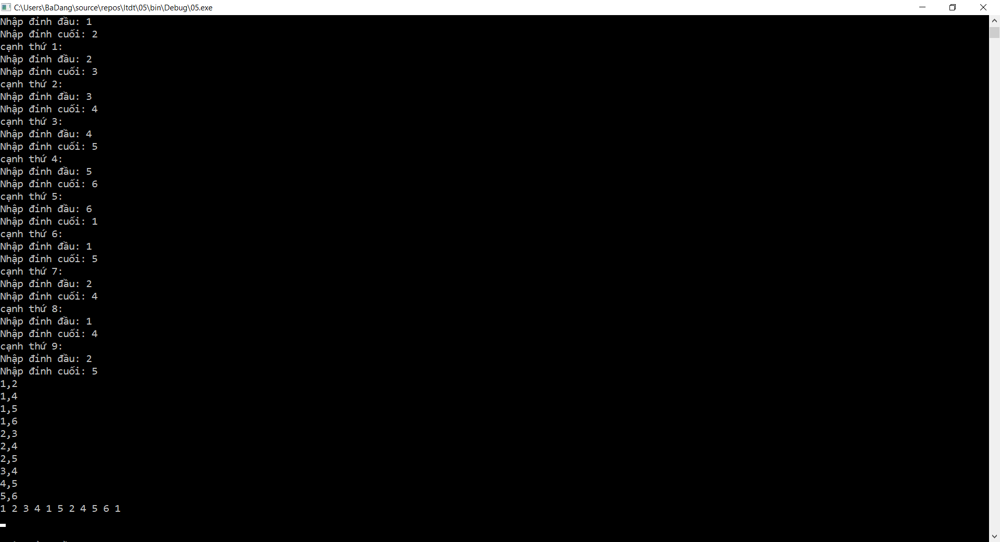 C:\Users\BaDang\source\repos\ltdt\05\bin\Debug\05.exe
Nhập đỉnh đầu: 1
Nhập đỉnh cuối: 2
cạnh thứ 1:
Nhập đỉnh đầu: 2
Nhập đỉnh cuối: 3
cạnh thứ 2:
Nhập đỉnh đầu: 3
Nhập đỉnh cuối: 4
cạnh thứ 3:
Nhập đỉnh đầu: 4
Nhập đỉnh cuối: 5
cạnh thứ 4:
Nhập đỉnh đầu: 5
Nhập đỉnh cuối: 6
cạnh thứ 5:
Nhập đỉnh đầu: 6
Nhập đỉnh cuối: 1
cạnh thứ 6:
Nhập đỉnh đầu: 1
Nhập đỉnh cuối: 5
cạnh thứ 7:
Nhập đỉnh đầu: 2
Nhập đỉnh cuối: 4
cạnh thứ 8:
Nhập đỉnh đầu: 1
Nhập đỉnh cuối: 4
cạnh thứ 9:
Nhập đỉnh đầu: 2
Nhập đỉnh cuối: 5
1,2
1,4
1,5
1,6
2,3
2,4
2,5
3,4
4,5
5,6
1 2 3 4 1 5 2 4 5 6 1